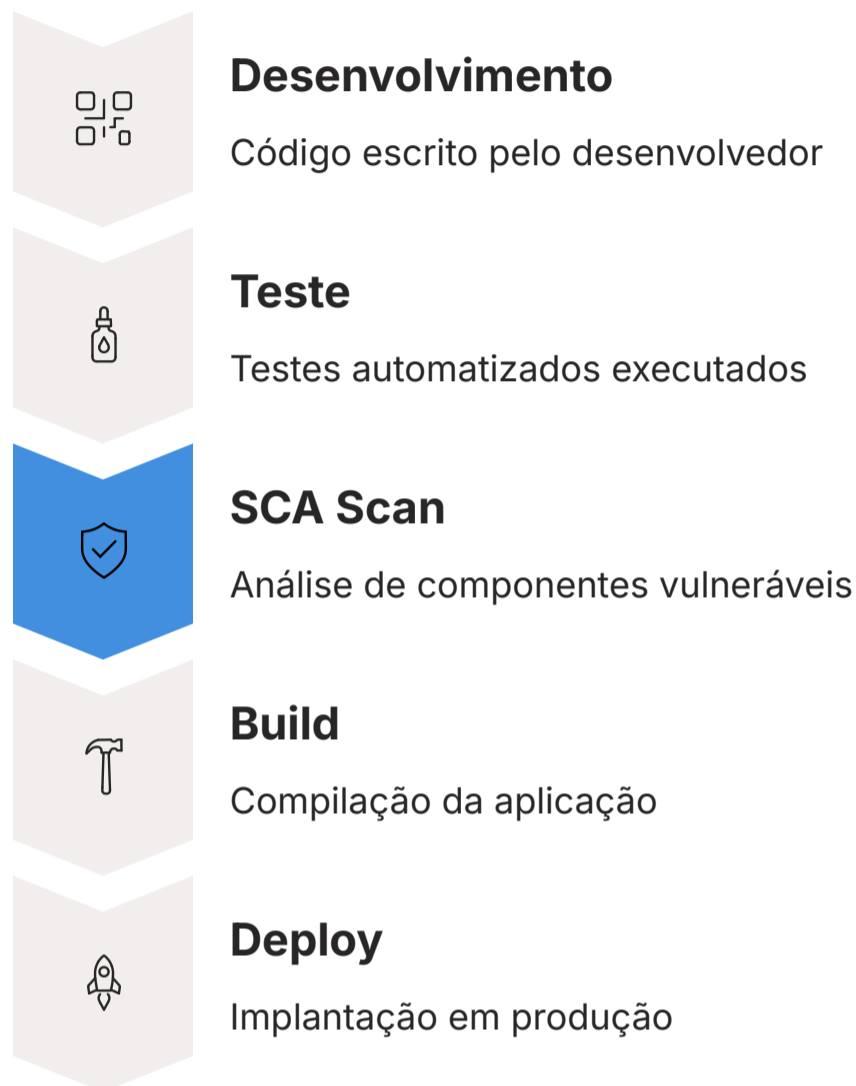 Desenvolvimento
Código escrito pelo desenvolvedor
Teste
Testes automatizados executados
SCA Scan
Análise de componentes vulneráveis
Build
Compilação da aplicação
Deploy
Implantação em produção